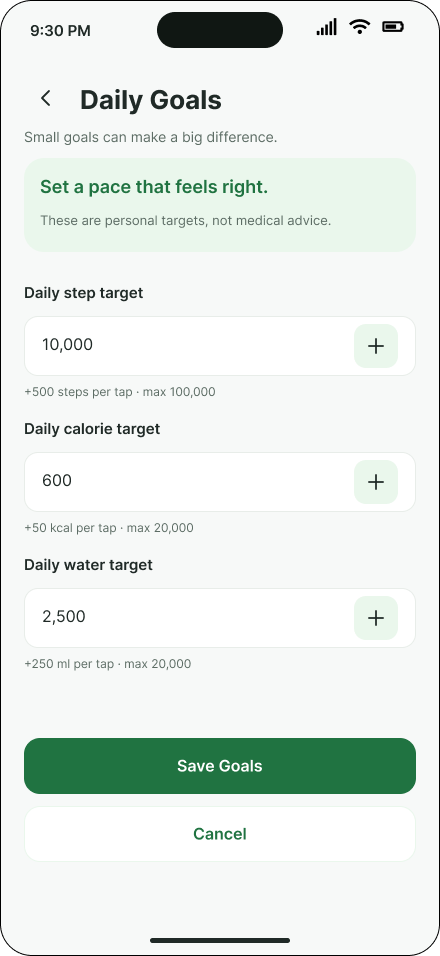 9:30 PM
Daily Goals
Small goals can make a big difference.
Set a pace that feels right.
These are personal targets, not medical advice.
Daily step target
10,000
+500 steps per tap · max 100,000
Daily calorie target
600
+50 kcal per tap · max 20,000
Daily water target
2,500
+250 ml per tap · max 20,000
Save Goals
Cancel